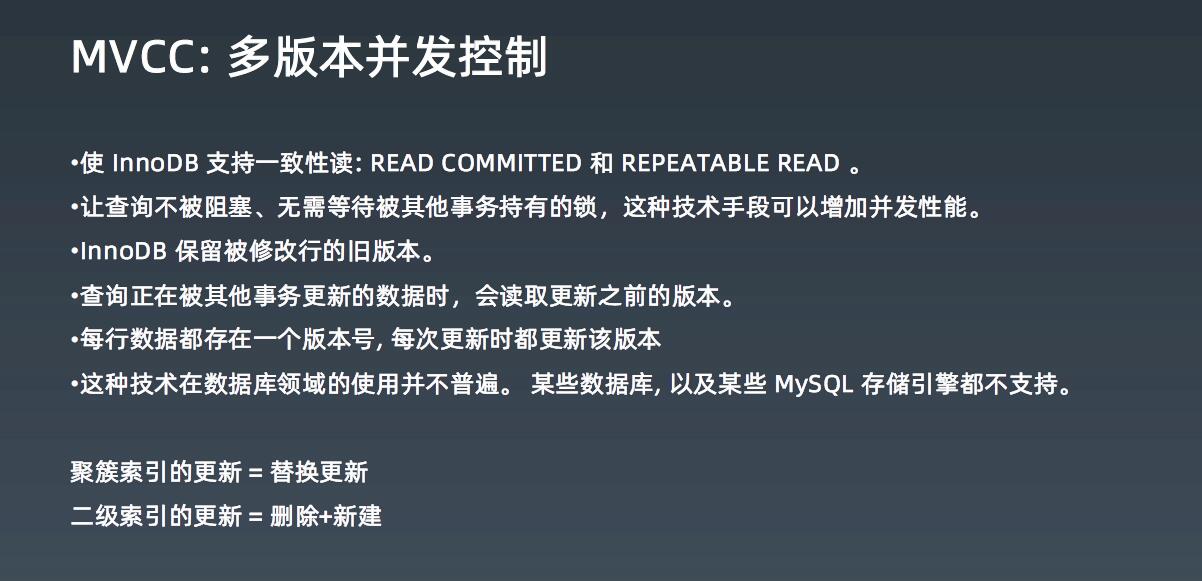 MVCC: 多版本并发控制
•使 InnoDB 支持一致性读: READ COMMITTED 和 REPEATABLE READ 。
•让查询不被阻塞、无需等待被其他事务持有的锁，这种技术手段可以增加并发性能。
•InnoDB 保留被修改行的旧版本。
•查询正在被其他事务更新的数据时，会读取更新之前的版本。
•每行数据都存在一个版本号, 每次更新时都更新该版本
•这种技术在数据库领域的使用并不普遍。 某些数据库, 以及某些 MySQL 存储引擎都不支持。
聚簇索引的更新 = 替换更新
二级索引的更新 = 删除+新建